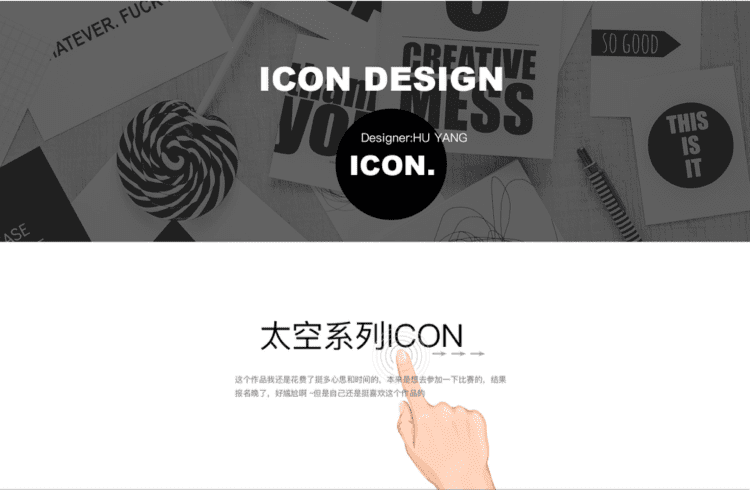 WHATEVER. FUCK
ICON DESIGN
CREATIVE
MESS
SO GOOD
thank
you
Designer:HU YANG
ICON.
THIS
IS
IT
太空系列ICON
这个作品我还是花费了挺多心思和时间的，本来是想去参加一下比赛的，结果
报名晚了，好尴尬啊 ~但是自己还是挺喜欢这个作品的